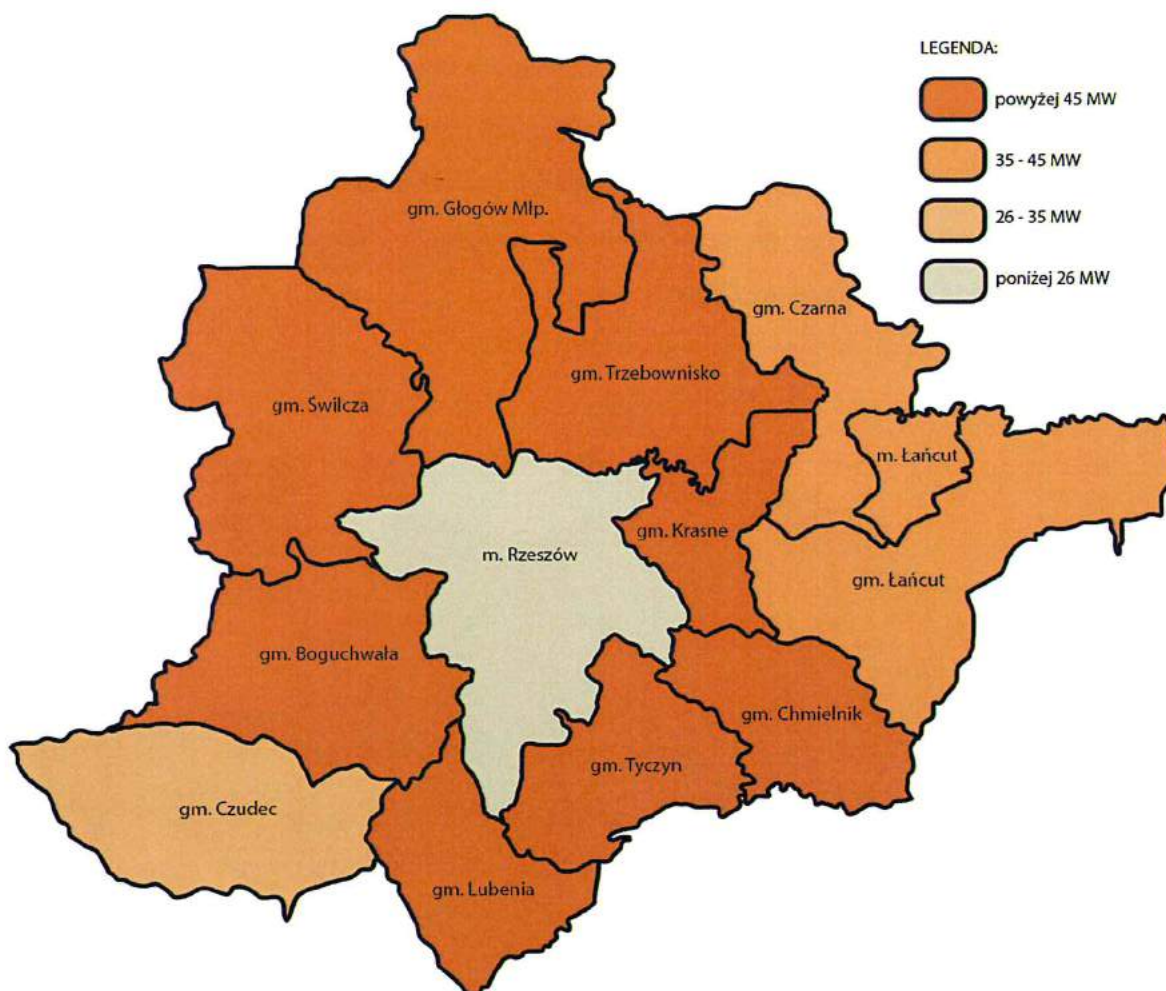 LEGENDA:
powyżej 45 MW
35 - 45 MW
26 - 35 MW
poniżej 26 MW
gm. Głogów Młp.
gm. Czarna
gm. Trzebownisko
gm. Świlcza
m. Łańcut
gm. Krasne
m. Rzeszów
gm. Łańcut
gm. Boguchwała
gm. Chmielnik
gm. Tyczyn
gm. Czudec
gm. Lubenia